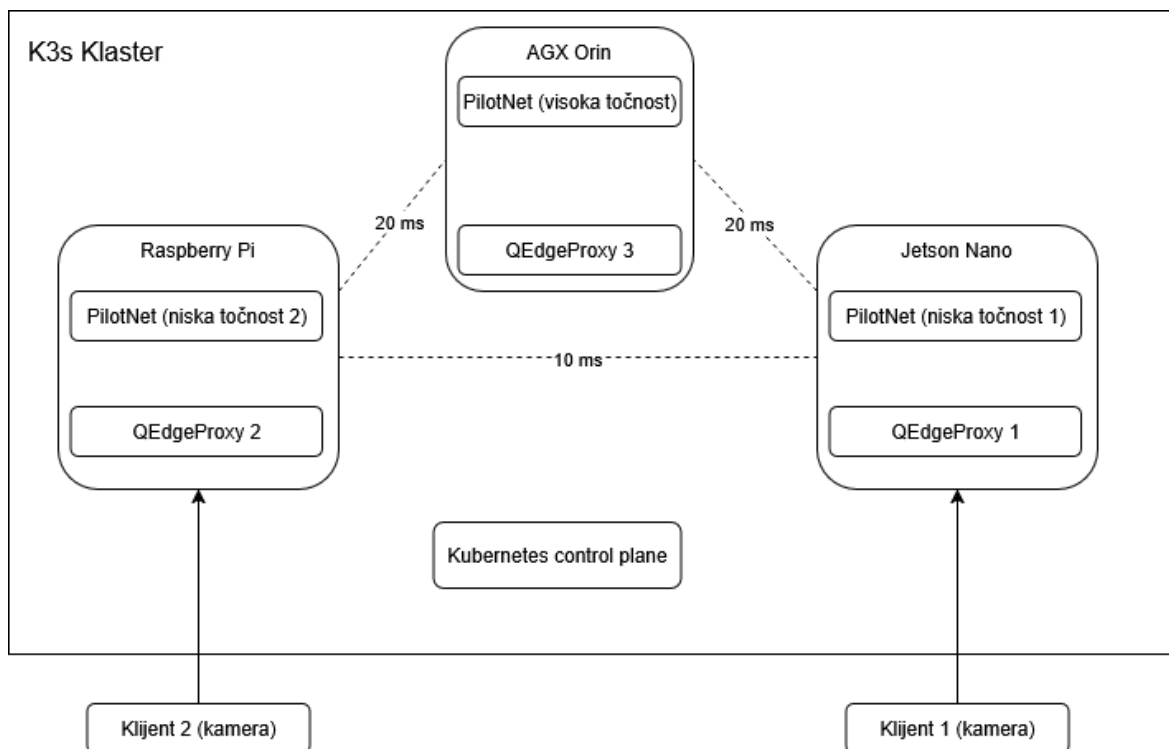 K3s Klaster
AGX Orin
PilotNet (visoka točnost)
QEdgeProxy 3
20 ms
20 ms
Raspberry Pi
PilotNet (niska točnost 2)
QEdgeProxy 2
10 ms
Jetson Nano
PilotNet (niska točnost 1)
QEdgeProxy 1
Kubernetes control plane
Klijent 2 (kamera)
Klijent 1 (kamera)